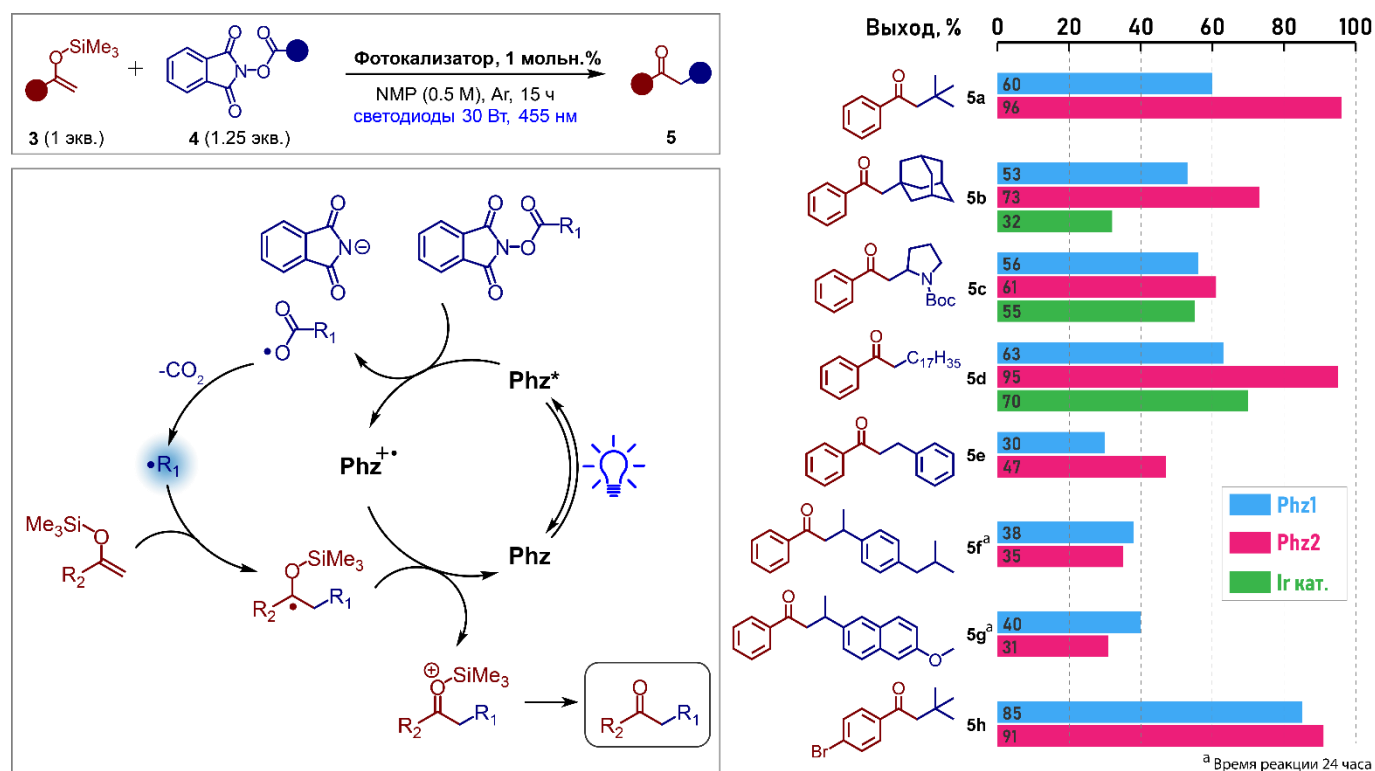 SiMe3
O
+
O
N
O
O
O
Фотокализатор, 1 мольн.%
NMP (0.5 M), Ar, 15 ч
светодиоды 30 Вт, 455 нм
O
3 (1 экв.)
4 (1.25 экв.)
5
O
N⊖
O
O
N
O
O
O
R1
O
•O
R1
-CO2
•R1
Phz*
Phz+•
Phz
Me3Si
O
R2
SiMe3
O
R2
•
R1
⊕
O
SiMe3
R2
R1
O
R2
R1
Выход, %
0
20
40
60
80
100
O
5a
60
96
O
5b
53
73
32
O
N
Boc
5c
56
61
55
O
C17H35
5d
63
95
70
O
5e
30
47
O
5fa
38
35
O
O
5ga
40
31
O
Br
5h
85
91
Phz1
Phz2
Ir кат.
a Время реакции 24 часа